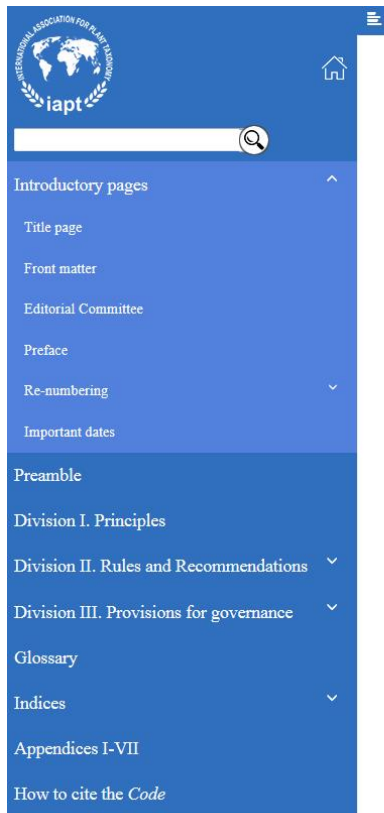 INTERNATIONAL ASSOCIATION FOR PLANT TAXONOMY
iapt
Introductory pages
Title page
Front matter
Editorial Committee
Preface
Re-numbering
Important dates
Preamble
Division I. Principles
Division II. Rules and Recommendations
Division III. Provisions for governance
Glossary
Indices
Appendices I-VII
How to cite the Code